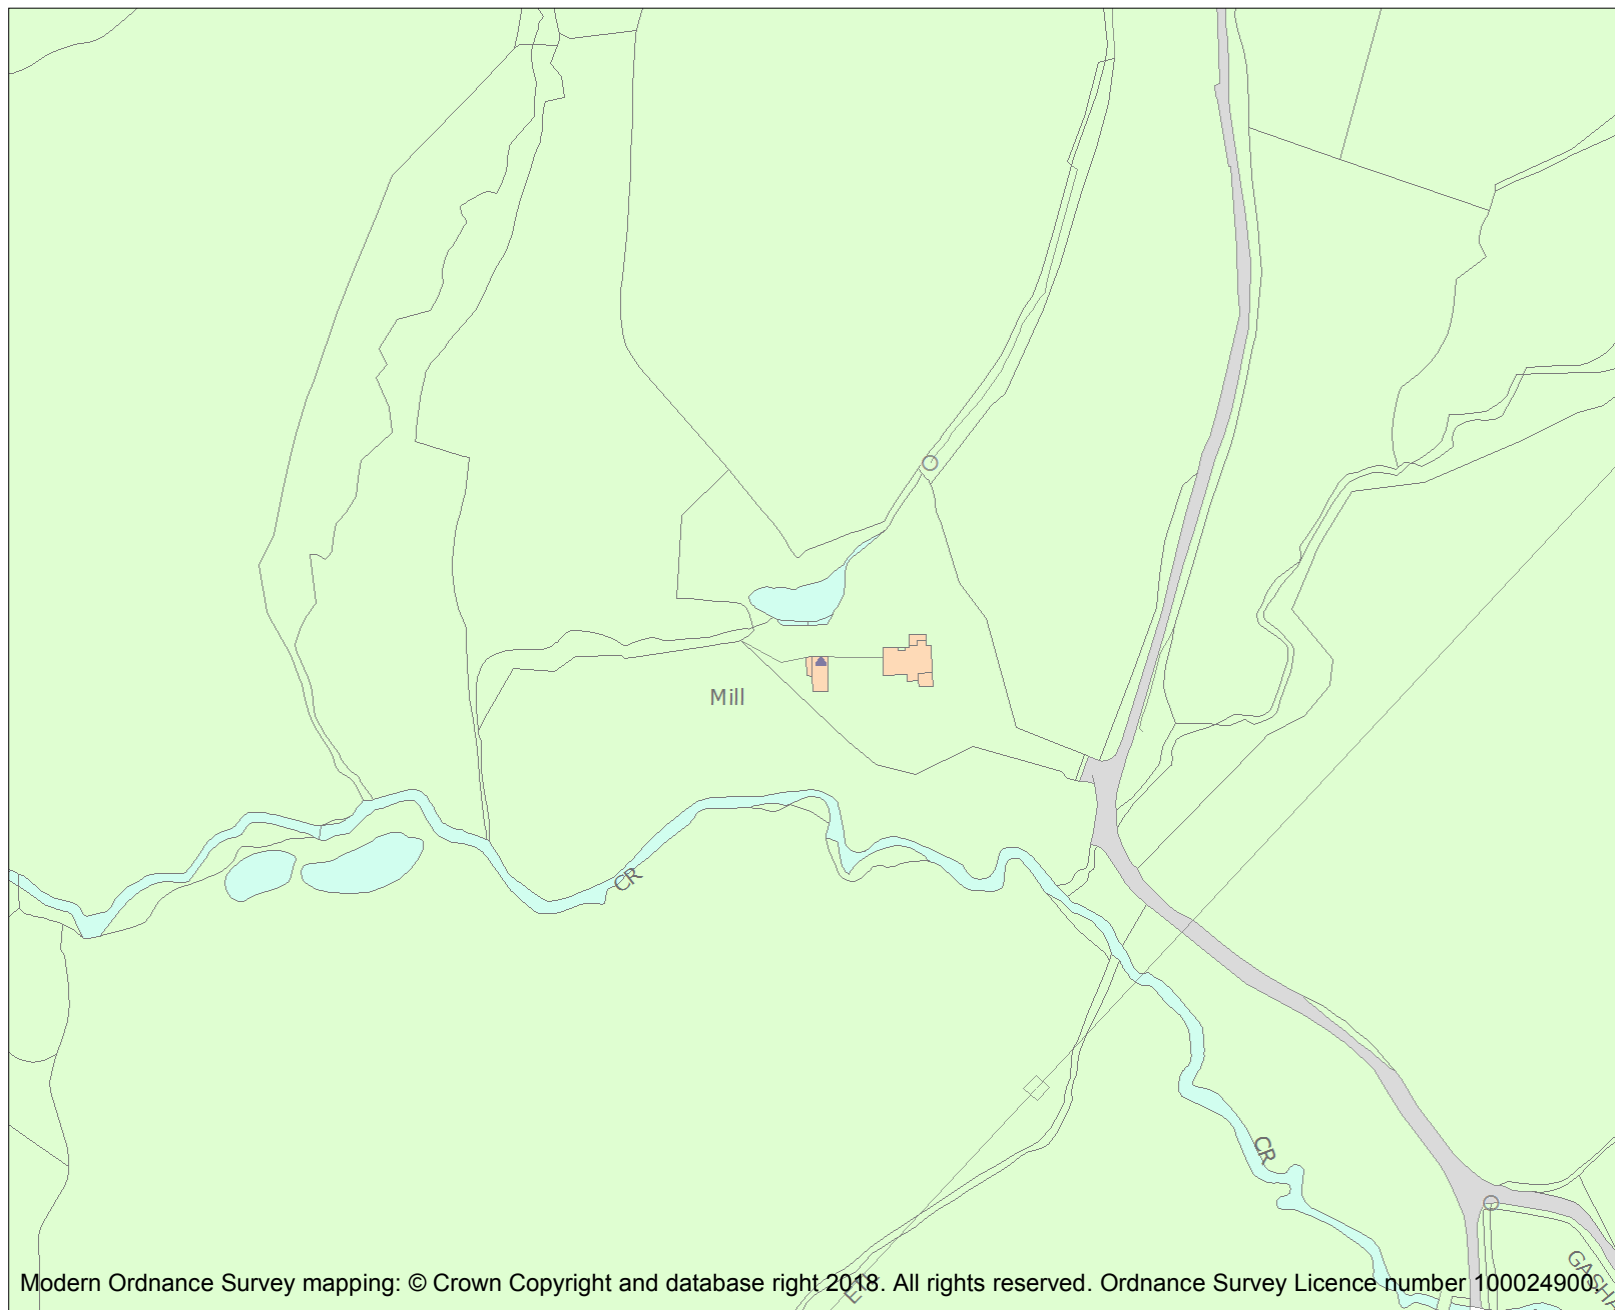 Mill
CR
CR
Modern Ordnance Survey mapping: © Crown Copyright and database right 2018. All rights reserved. Ordnance Survey Licence number 100024900.